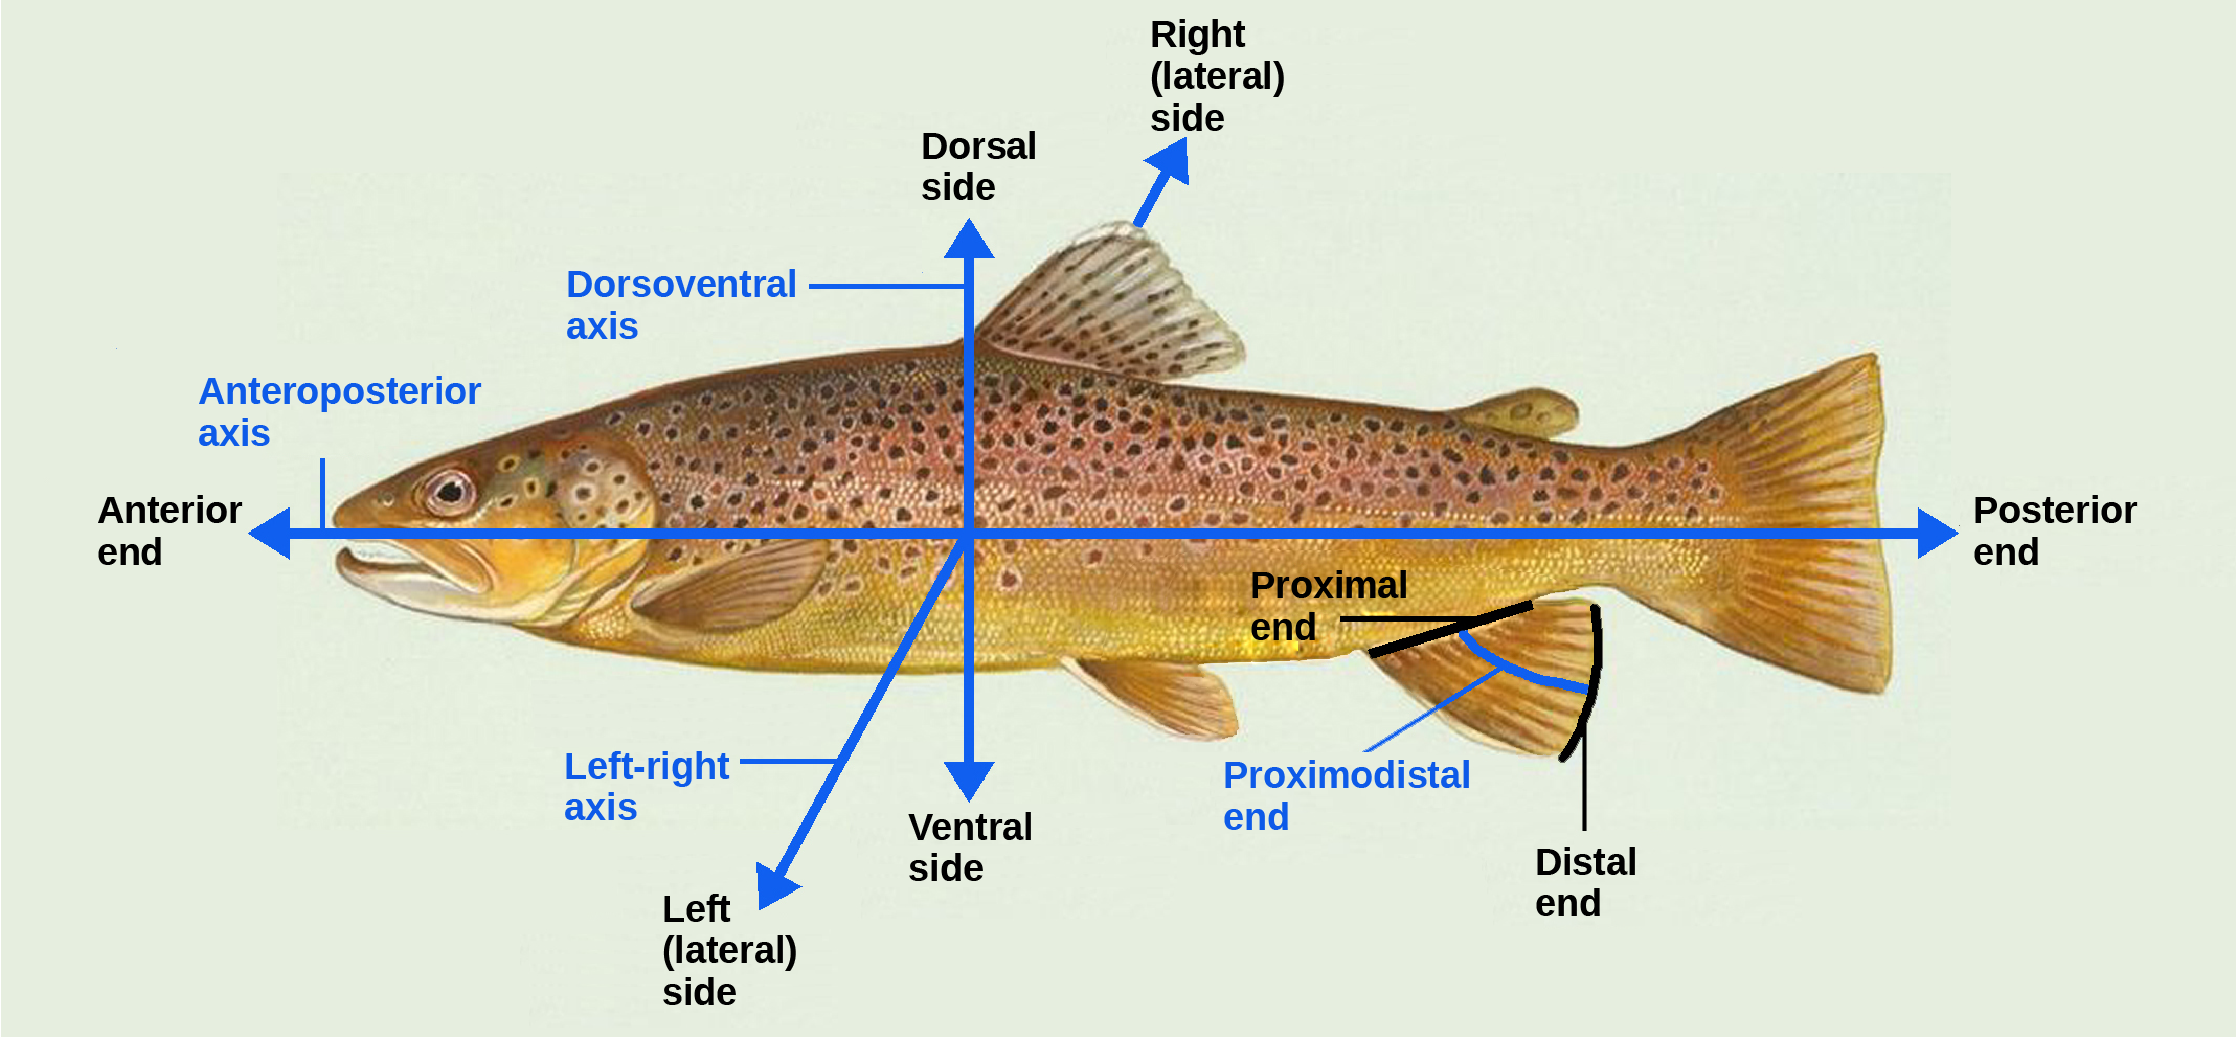 Right
(lateral)
side
Dorsal
side
Dorsoventral
axis
Anteroposterior
axis
Anterior
end
Posterior
end
Proximal
end
Left-right
axis
Proximodistal
end
Ventral
side
Distal
end
Left
(lateral)
side